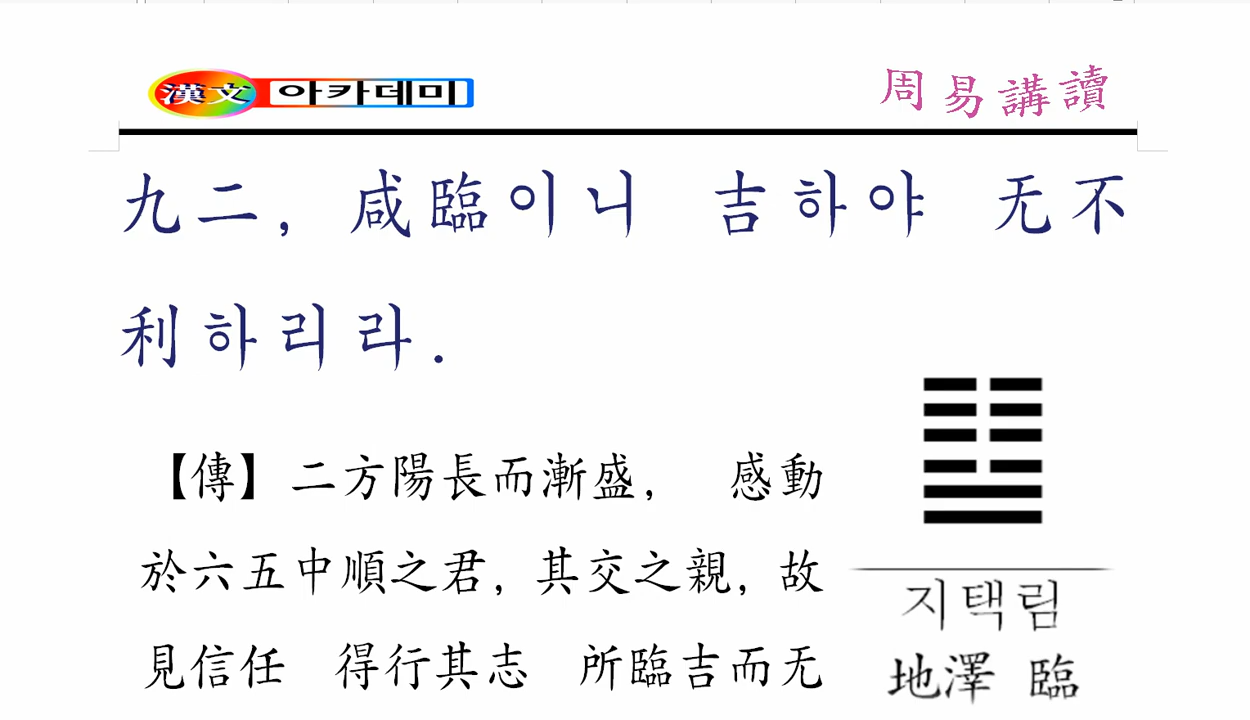 漢文 아카데미
周易講讀
九二, 咸臨이니 吉하야 无不
利하리라.
【傳】二方陽長而漸盛, 感動
於六五中順之君, 其交之親, 故
見信任 得行其志 所臨吉而无
지택림
地澤 臨